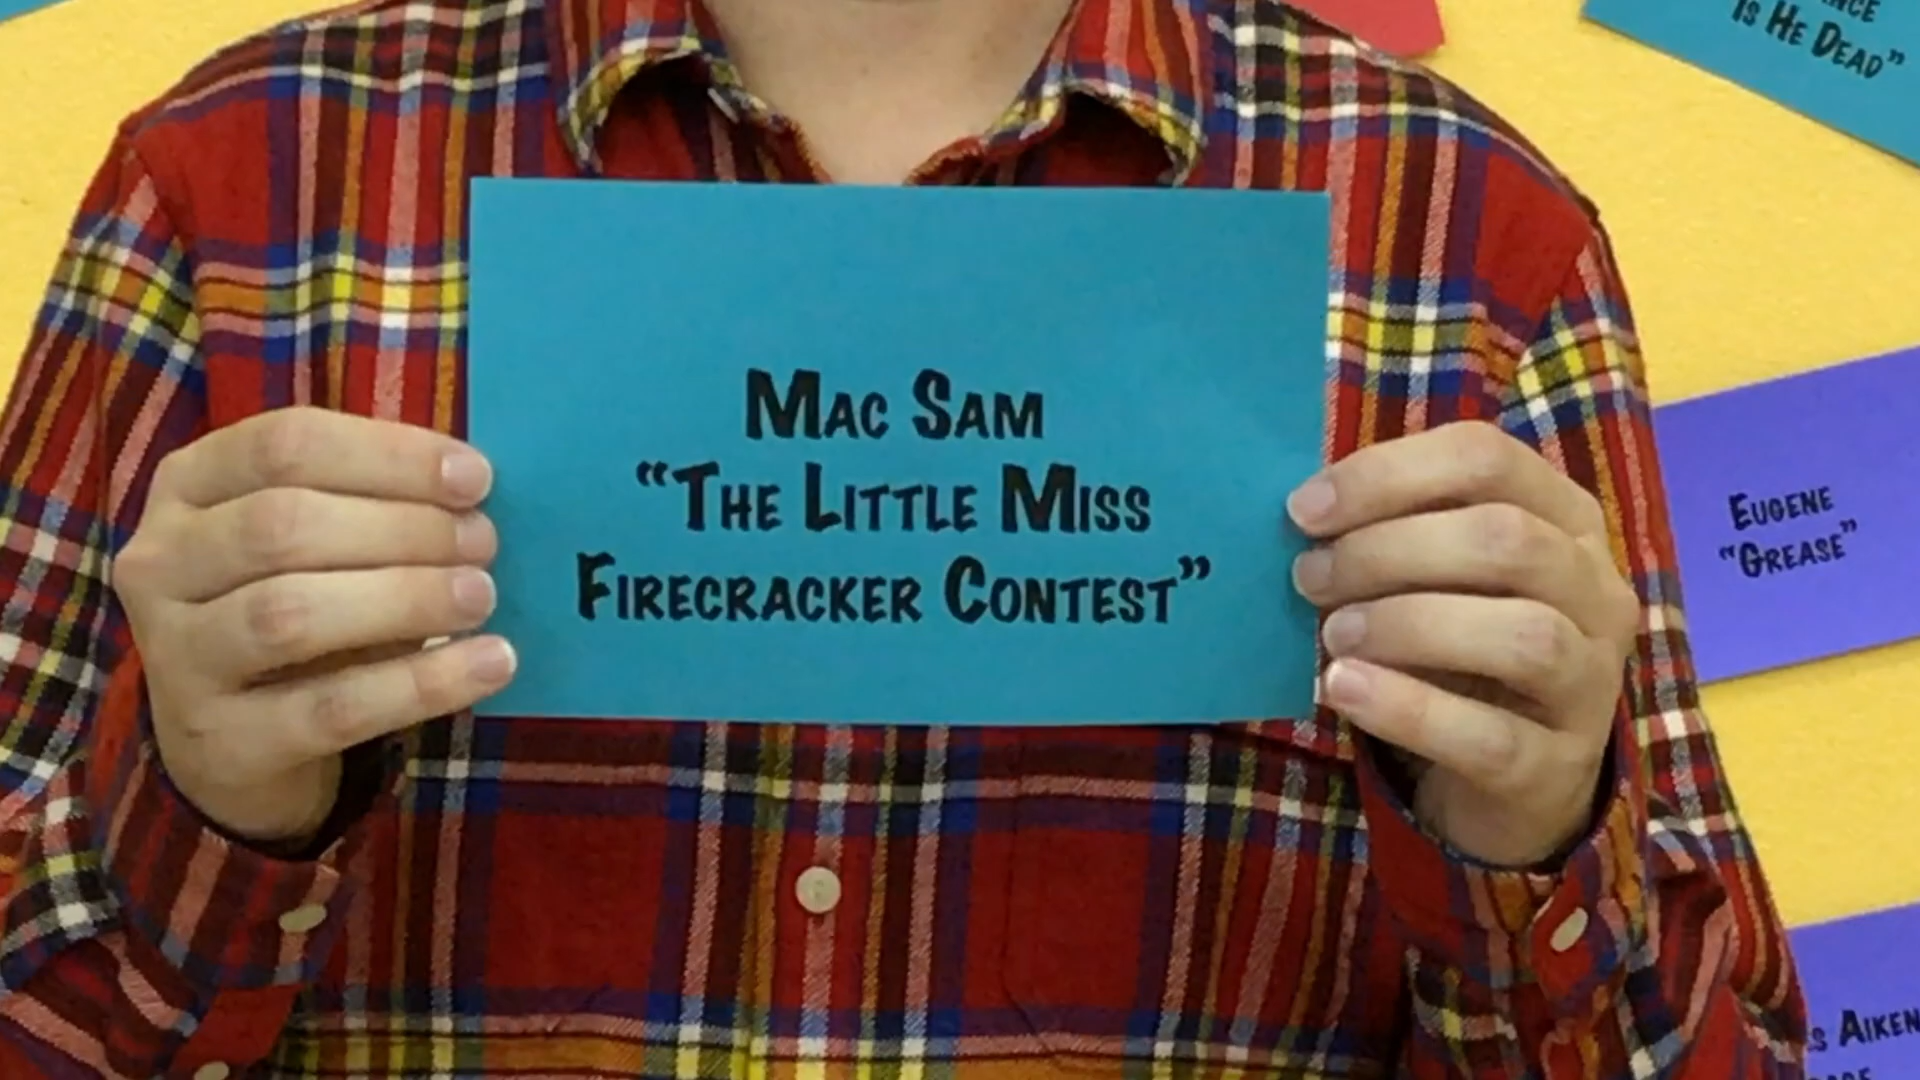 Mac Sam
“The Little Miss
Firecracker Contest”
Is He Dead”
Eugene
“Grease”
Aiken